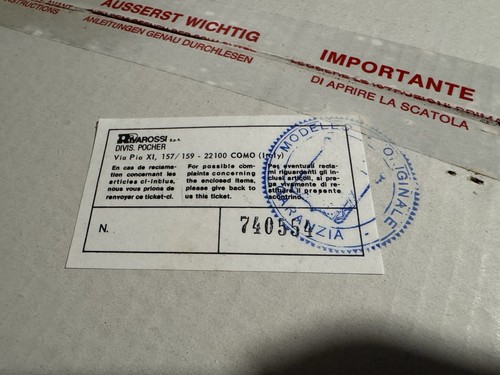 ÄUSSERST WICHTIG
ANLEITUNGEN GENAU DURCHLESEN
IMPORTANTE
DI APRIRE LA SCATOLA
RIVAROSSI S.p.A.
DIVIS. POCHER
Via Pio XI, 157/159 - 22100 COMO (Italy)
En cas de reclama-
tion concernant les
articles ci-inclus,
nous vous prions de
renvoyer ce ticket-ci.
For possible com-
plaints concerning
the enclosed items,
please give back to
us this ticket.
Per eventuali recla-
mi riguardanti gli in-
clusi articoli, si pre-
ga vivamente di re-
stituire il presente
scontrino.
N.
740554
MODELLO ORIGINALE
GARANZIA